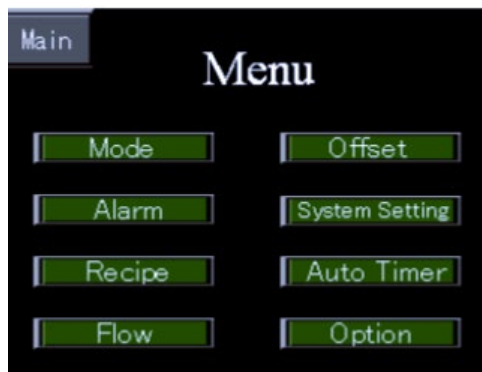 Main
Menu
Mode
Offset
Alarm
System Setting
Recipe
Auto Timer
Flow
Option